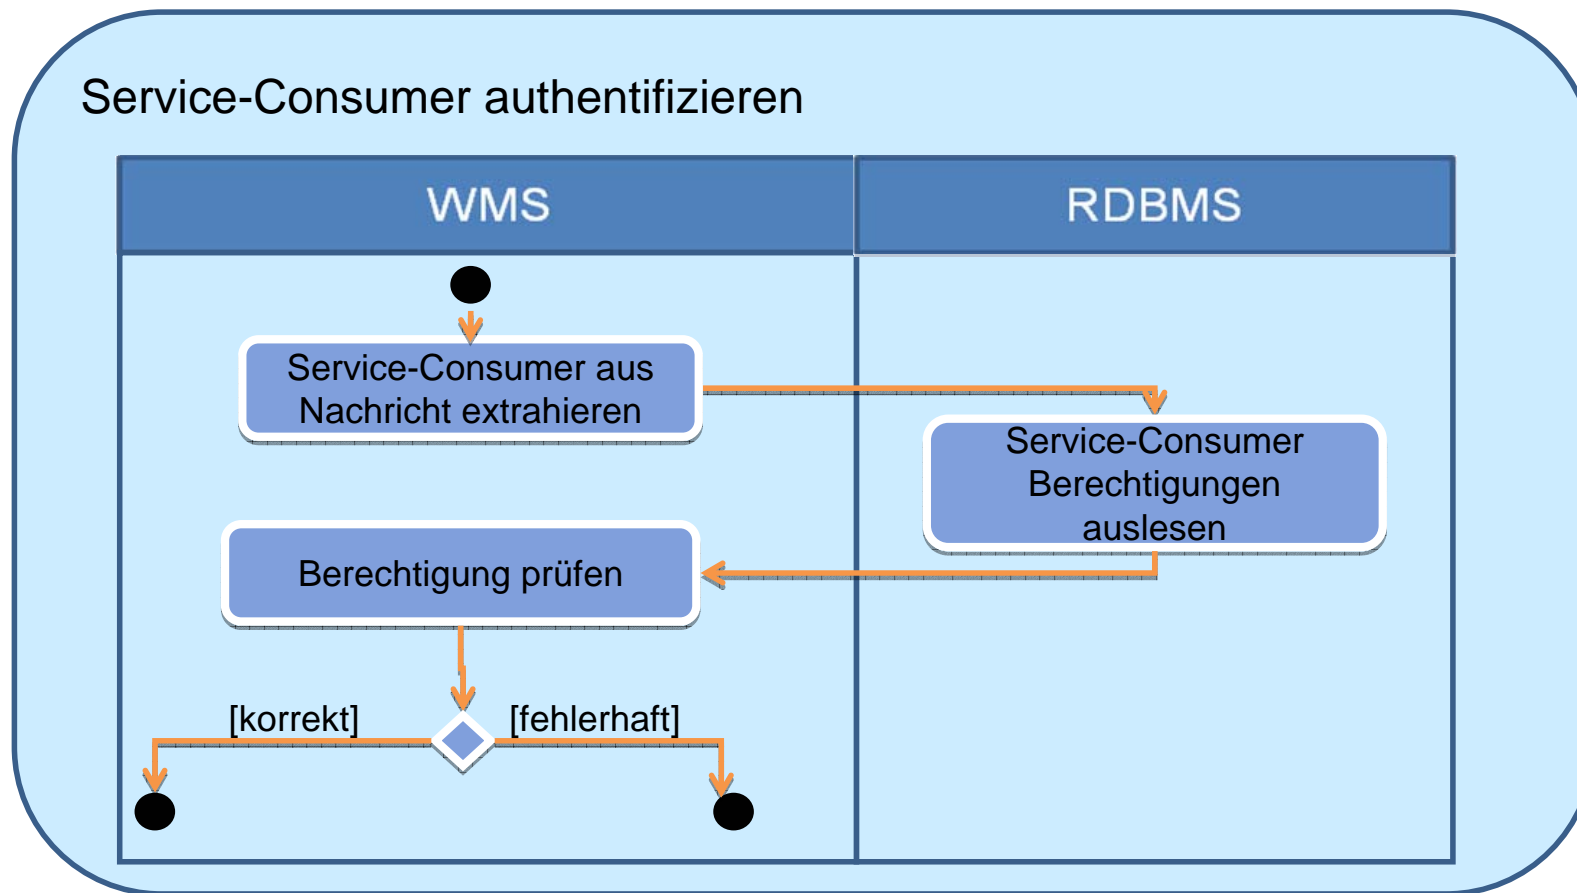 Service-Consumer authentifizieren
WMS
RDBMS
Service-Consumer aus
Nachricht extrahieren
Service-Consumer
Berechtigungen
auslesen
Berechtigung prüfen
[korrekt]
[fehlerhaft]